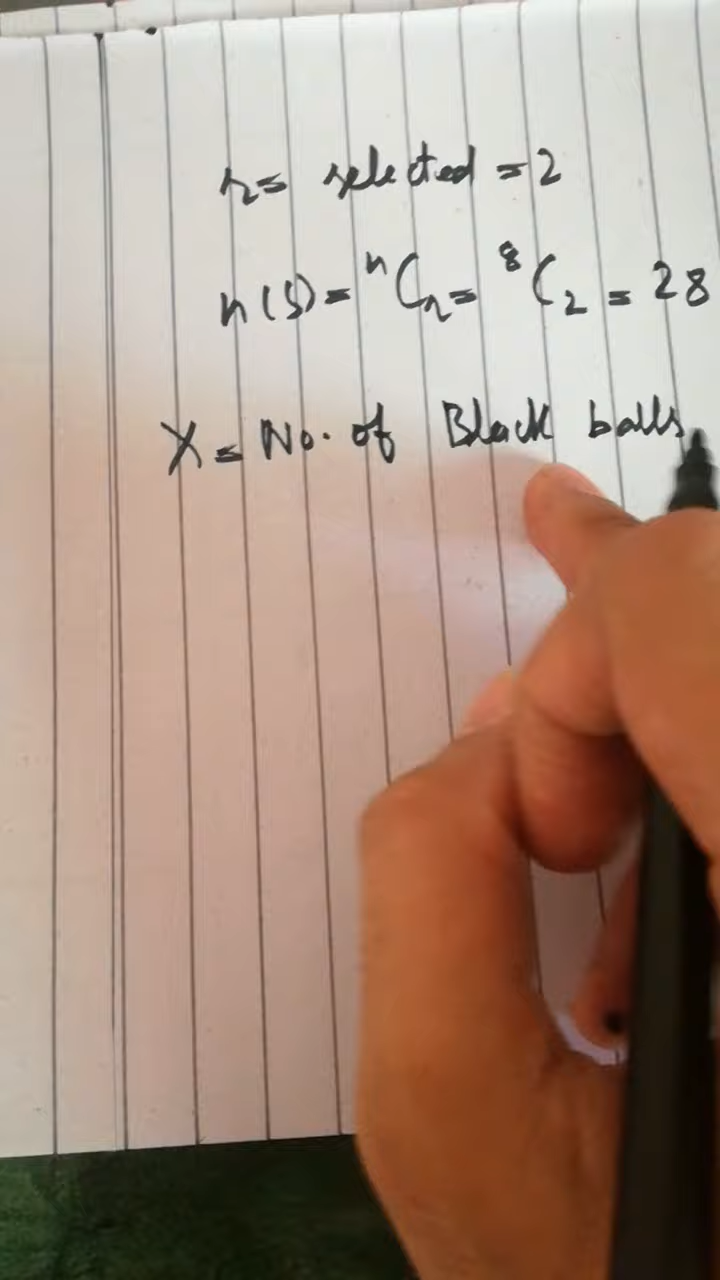 r = selected = 2
n(S) = ⁿCᵣ = ⁸C₂ = 28
X = No. of Black balls